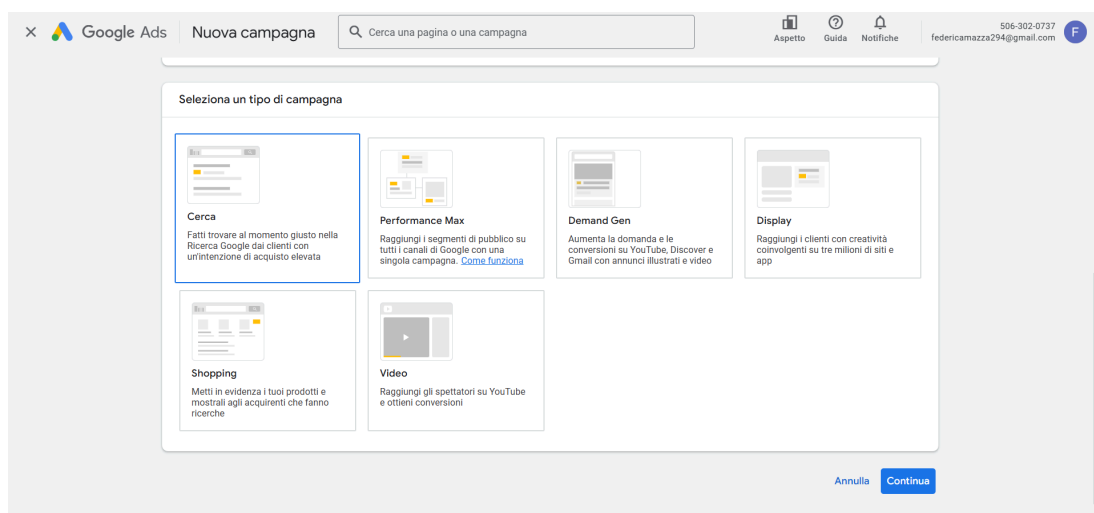 Google Ads
Nuova campagna
Cerca una pagina o una campagna
Aspetto
Guida
Notifiche
506-302-0737
federicamazza294@gmail.com
F
Seleziona un tipo di campagna
Cerca
Fatti trovare al momento giusto nella
Ricerca Google dai clienti con
un'intenzione di acquisto elevata
Performance Max
Raggiungi i segmenti di pubblico su
tutti i canali di Google con una
singola campagna. Come funziona
Demand Gen
Aumenta la domanda e le
conversioni su YouTube, Discover e
Gmail con annunci illustrati e video
Display
Raggiungi i clienti con creatività
coinvolgenti su tre milioni di siti e
app
Shopping
Metti in evidenza i tuoi prodotti e
mostrali agli acquirenti che fanno
ricerche
Video
Raggiungi gli spettatori su YouTube
e ottieni conversioni
Annulla
Continua